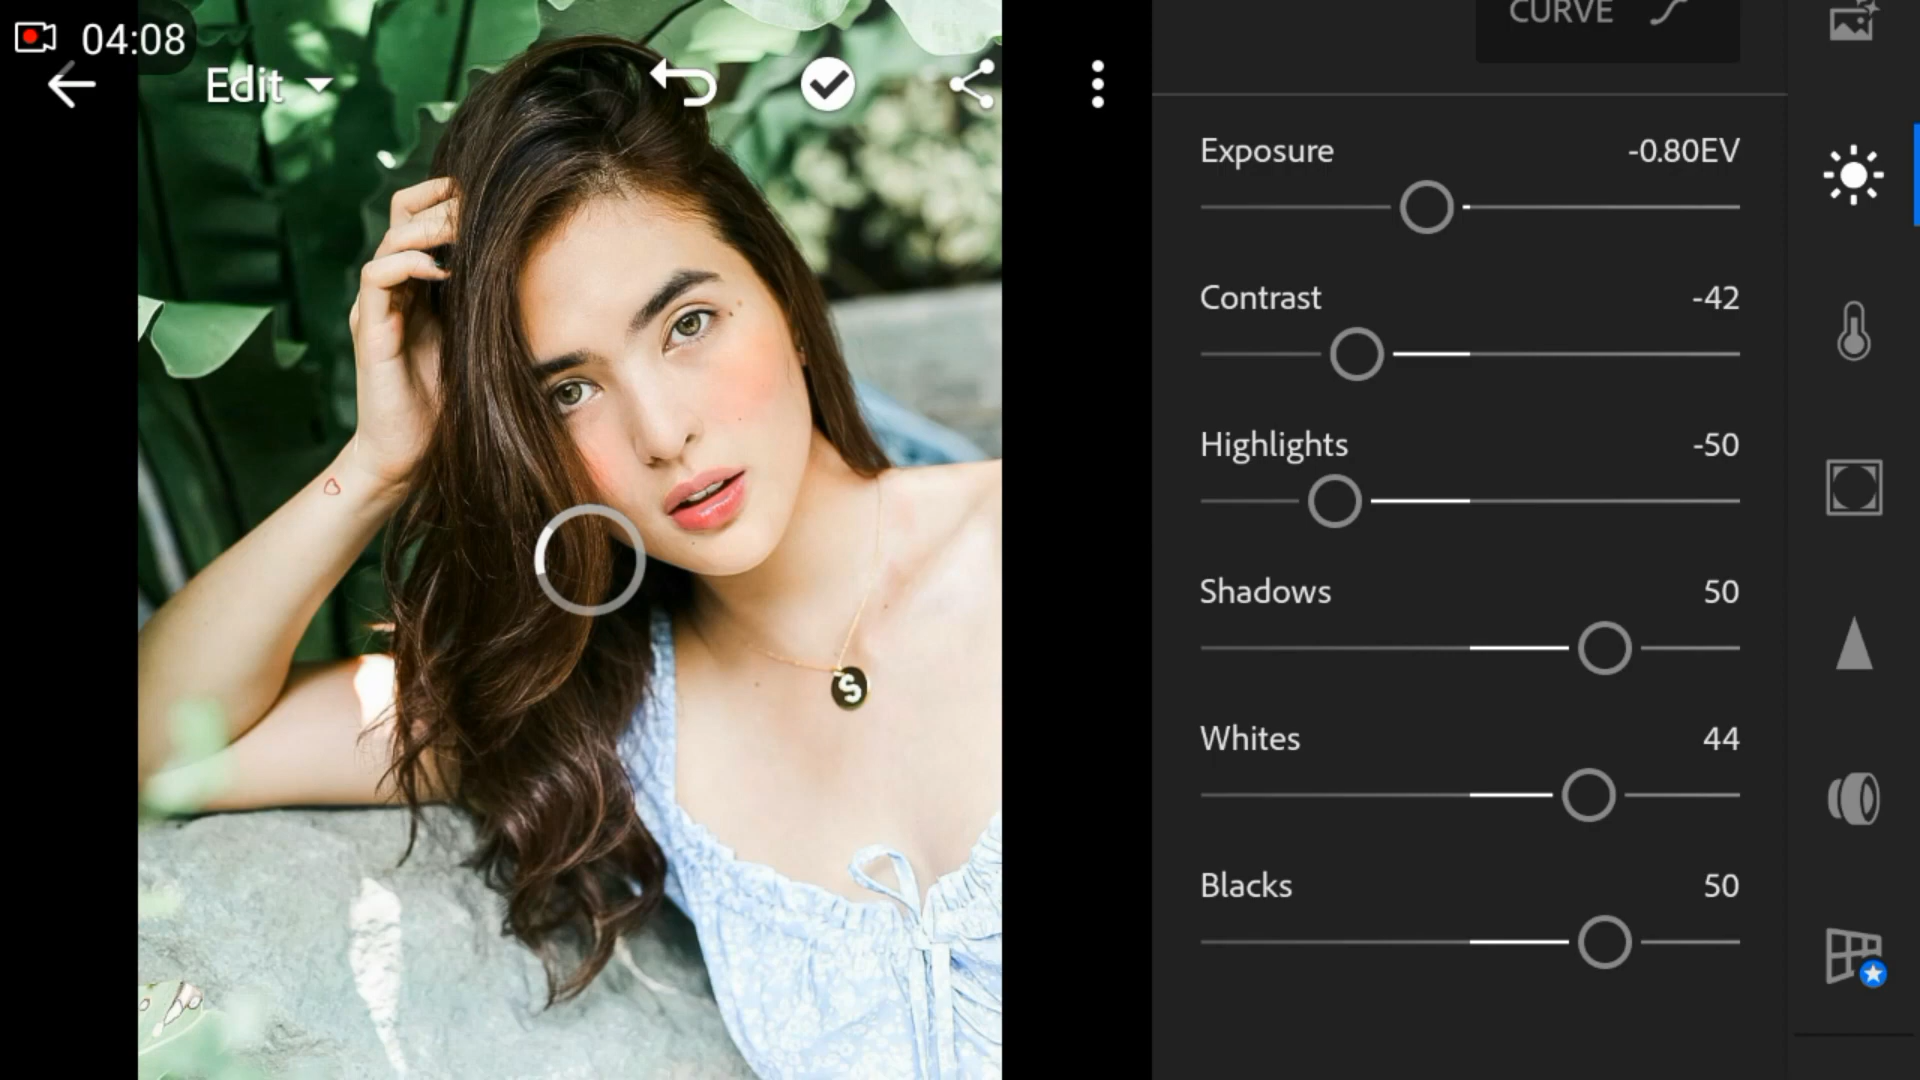 04:08
Edit
CURVE
Exposure -0.80EV
Contrast -42
Highlights -50
Shadows 50
Whites 44
Blacks 50
S